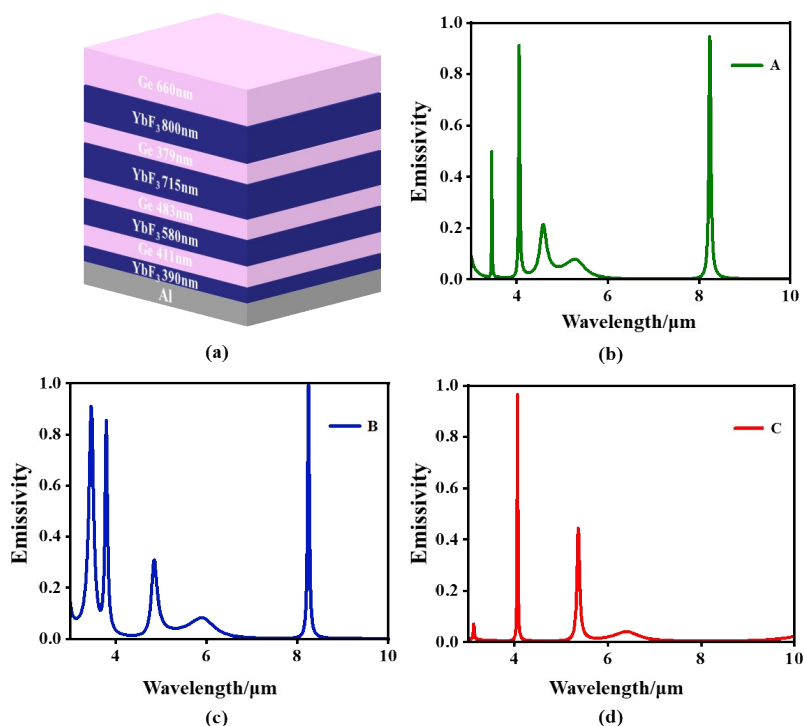 Ge 660nm
YbF3 800nm
Ge 379nm
YbF3 715nm
Ge 483nm
YbF3 580nm
Ge 411nm
YbF3 390nm
Al
(a)
1.0
0.8
0.6
0.4
0.2
0.0
Emissivity
A
4 6 8 10
Wavelength/μm
(b)
1.0
0.8
0.6
0.4
0.2
0.0
Emissivity
B
4 6 8 10
Wavelength/μm
(c)
1.0
0.8
0.6
0.4
0.2
0.0
Emissivity
C
4 6 8 10
Wavelength/μm
(d)